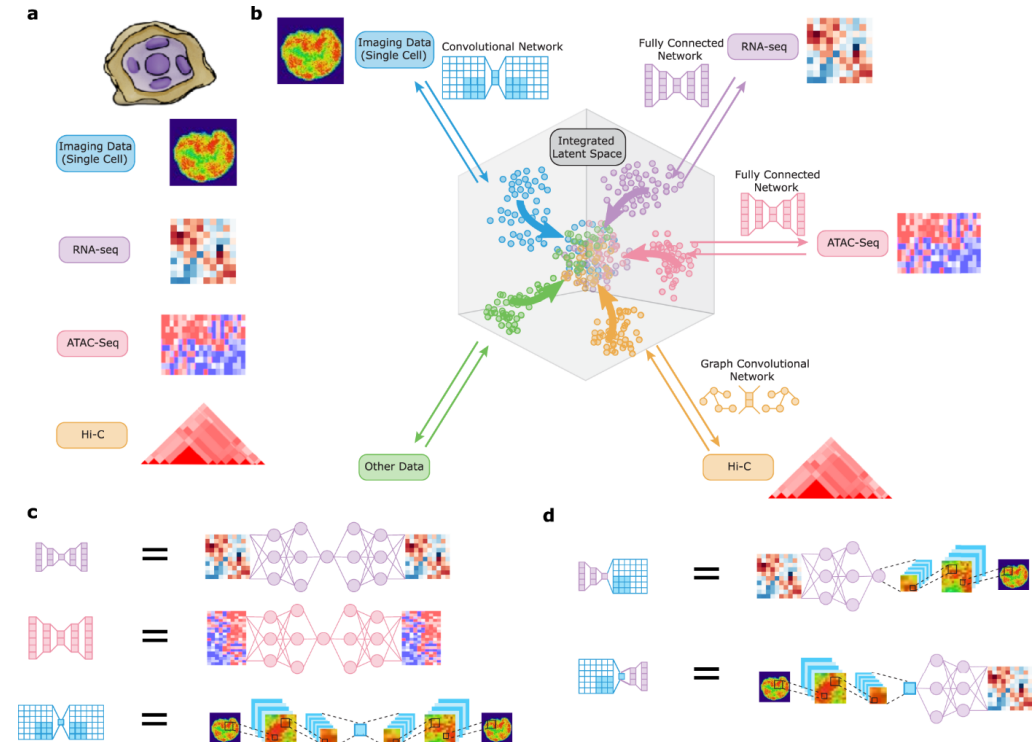 a
Imaging Data
(Single Cell)
RNA-seq
ATAC-Seq
Hi-C
b
Imaging Data
(Single Cell)
Convolutional Network
Fully Connected
Network
RNA-seq
Integrated
Latent Space
Fully Connected
Network
ATAC-Seq
Graph Convolutional
Network
Other Data
Hi-C
c
=
=
=
d
=
=